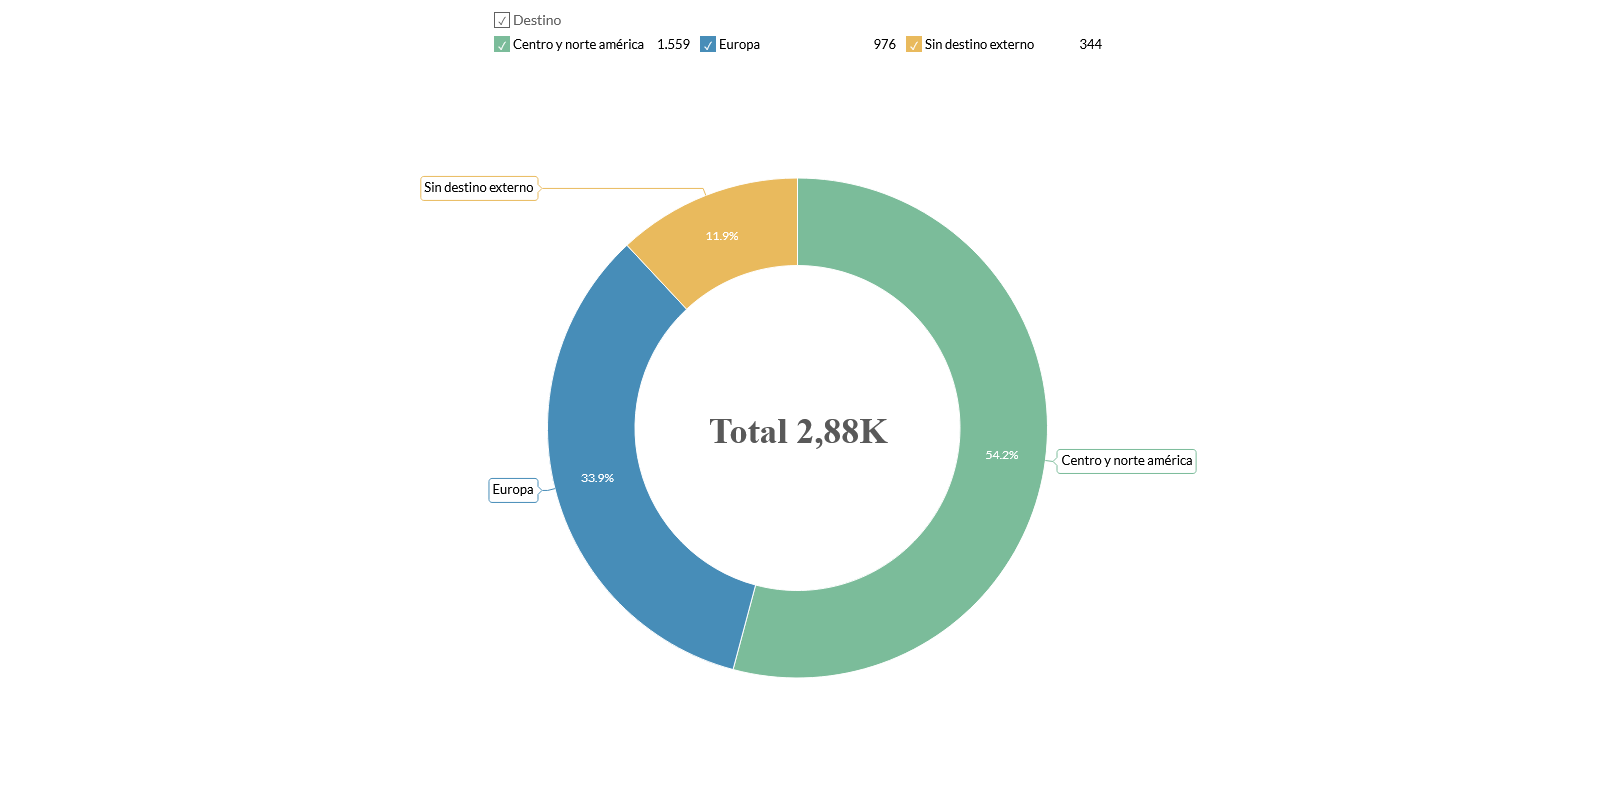 Destino
Centro y norte américa 1.559 Europa 976 Sin destino externo 344
Sin destino externo
11.9%
Total 2,88K
54.2%
Centro y norte américa
33.9%
Europa